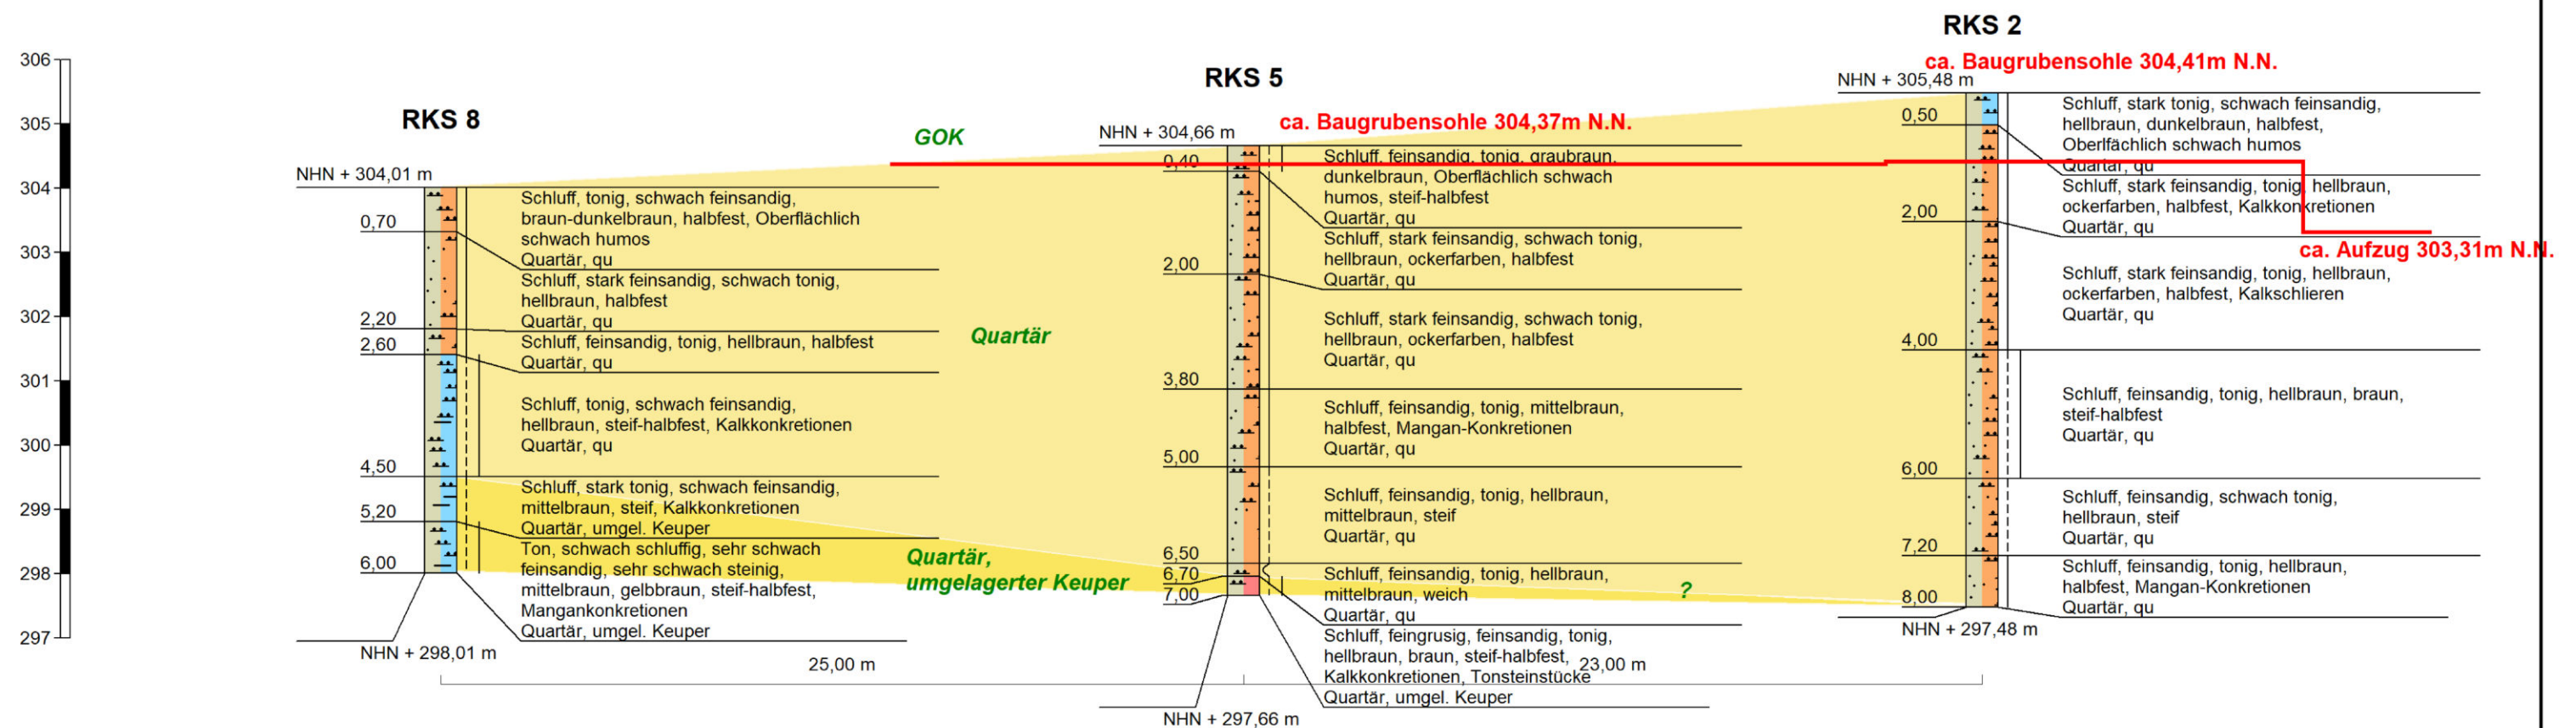 306
305
304
303
302
301
300
299
298
297
RKS 8
NHN + 304,01 m
0,70
2,20
2,60
4,50
5,20
6,00
NHN + 298,01 m
Schluff, tonig, schwach feinsandig,
braun-dunkelbraun, halbfest, Oberflächlich
schwach humos
Quartär, qu
Schluff, stark feinsandig, schwach tonig,
hellbraun, halbfest
Quartär, qu
Schluff, feinsandig, tonig, hellbraun, halbfest
Quartär, qu
Schluff, tonig, schwach feinsandig,
hellbraun, steif-halbfest, Kalkkonkretionen
Quartär, qu
Schluff, stark tonig, schwach feinsandig,
mittelbraun, steif, Kalkkonkretionen
Quartär, umgel. Keuper
Ton, schwach schluffig, sehr schwach
feinsandig, sehr schwach steinig,
mittelbraun, gelbbraun, steif-halbfest,
Mangankonkretionen
Quartär, umgel. Keuper
GOK
Quartär
Quartär,
umgelagerter Keuper
25,00 m
RKS 5
ca. Baugrubensohle 304,37m N.N.
NHN + 304,66 m
0,40
2,00
3,80
5,00
6,50
6,70
7,00
NHN + 297,66 m
Schluff, feinsandig, tonig, graubraun,
dunkelbraun, Oberflächlich schwach
humos, steif-halbfest
Quartär, qu
Schluff, stark feinsandig, schwach tonig,
hellbraun, ockerfarben, halbfest
Quartär, qu
Schluff, stark feinsandig, schwach tonig,
hellbraun, ockerfarben, halbfest
Quartär, qu
Schluff, feinsandig, tonig, mittelbraun,
halbfest, Mangan-Konkretionen
Quartär, qu
Schluff, feinsandig, tonig, hellbraun,
mittelbraun, steif
Quartär, qu
Schluff, feinsandig, tonig, hellbraun,
mittelbraun, weich
Quartär, qu
Schluff, feingrusig, feinsandig, tonig,
hellbraun, braun, steif-halbfest,
Kalkkonkretionen, Tonsteinstücke
Quartär, umgel. Keuper
?
23,00 m
RKS 2
ca. Baugrubensohle 304,41m N.N.
NHN + 305,48 m
0,50
2,00
4,00
6,00
7,20
8,00
NHN + 297,48 m
Schluff, stark tonig, schwach feinsandig,
hellbraun, dunkelbraun, halbfest,
Oberlfächlich schwach humos
Quartär, qu
Schluff, stark feinsandig, tonig, hellbraun,
ockerfarben, halbfest, Kalkkonkretionen
Quartär, qu
ca. Aufzug 303,31m N.N.
Schluff, stark feinsandig, tonig, hellbraun,
ockerfarben, halbfest, Kalkschlieren
Quartär, qu
Schluff, feinsandig, tonig, hellbraun, braun,
steif-halbfest
Quartär, qu
Schluff, feinsandig, schwach tonig,
hellbraun, steif
Quartär, qu
Schluff, feinsandig, tonig, hellbraun,
halbfest, Mangan-Konkretionen
Quartär, qu